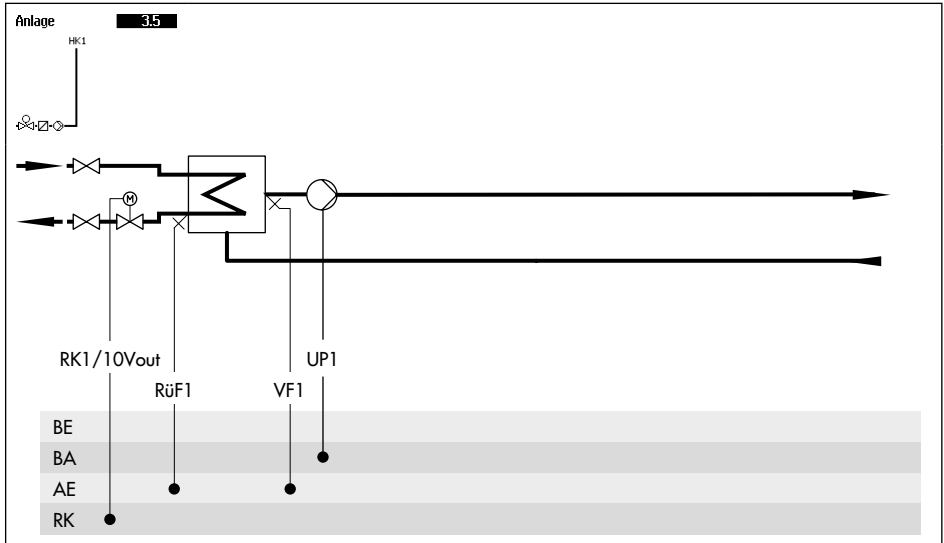 Anlage 3.5
HK1
M
RK1/10Vout UP1
RüF1 VF1
BE
BA
AE
RK